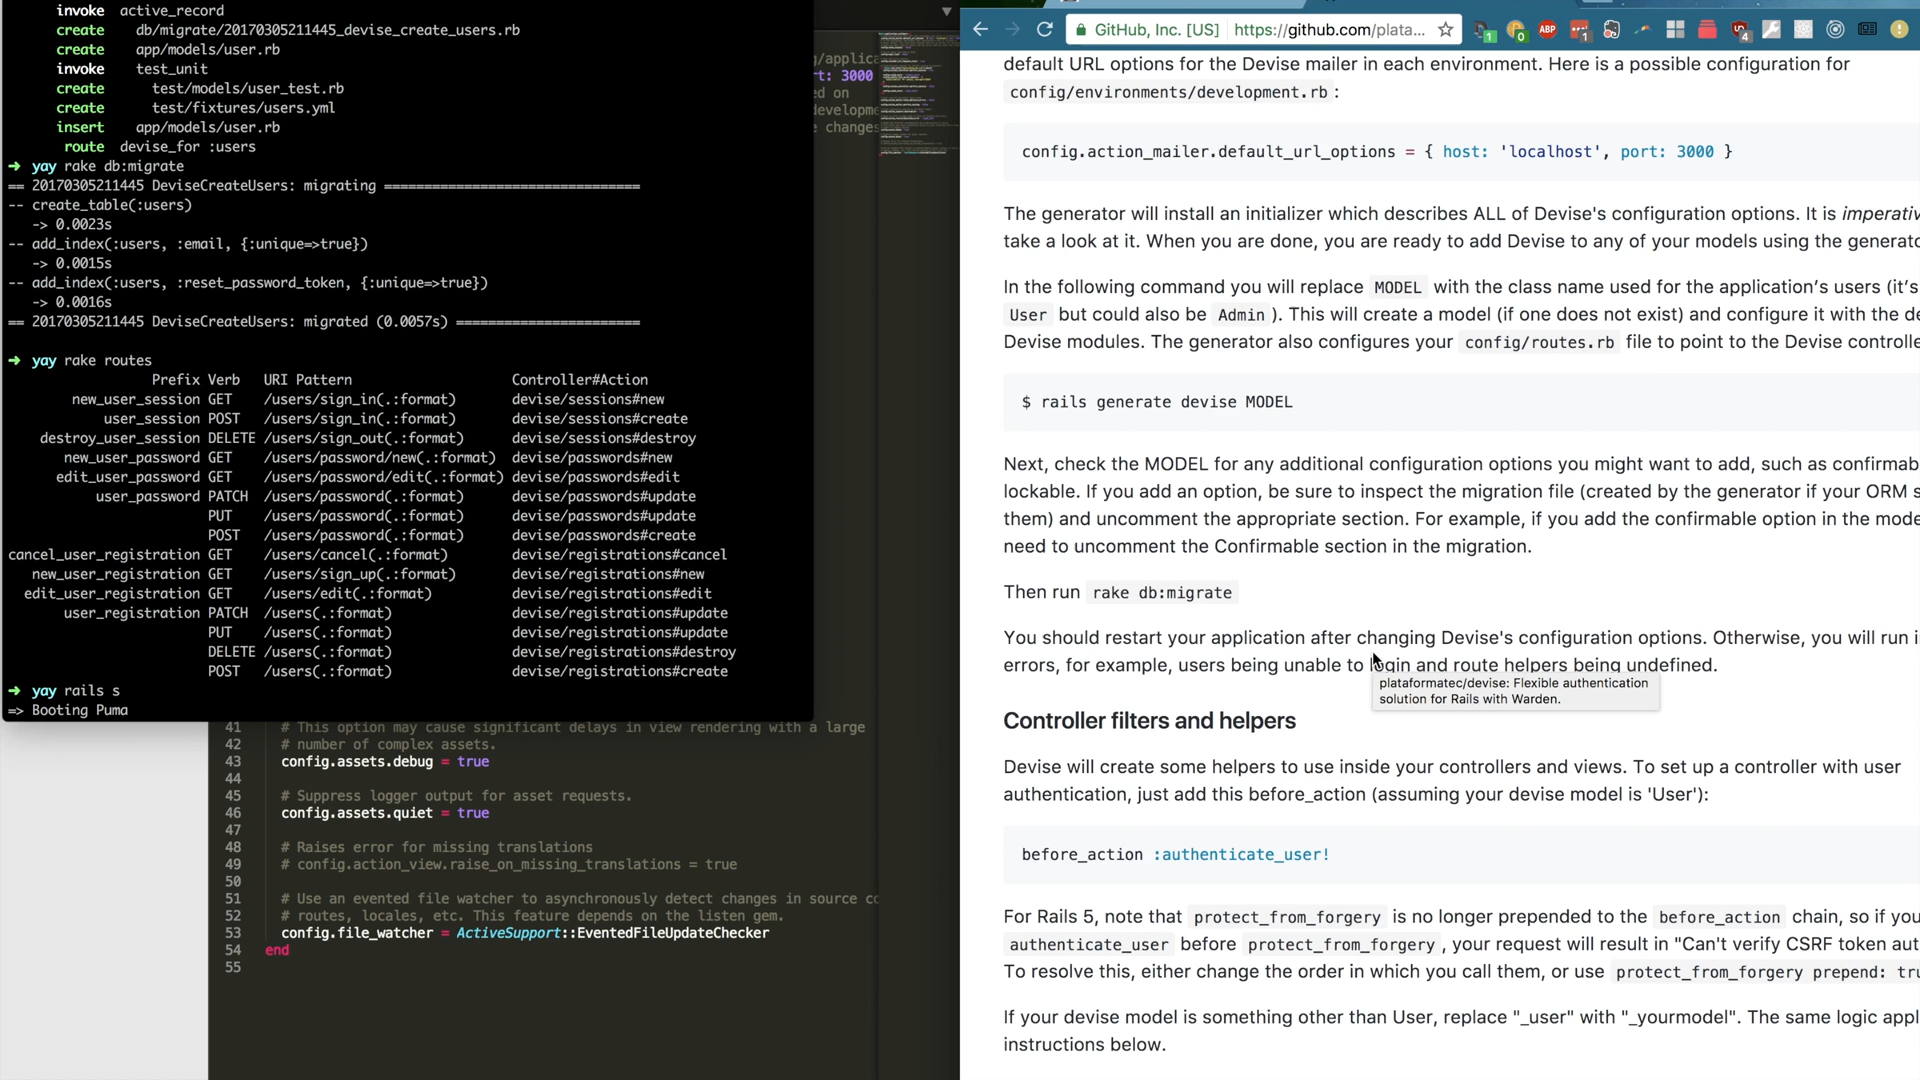 invoke  active_record
create    db/migrate/20170305211445_devise_create_users.rb
create    app/models/user.rb
invoke    test_unit
create      test/models/user_test.rb
create      test/fixtures/users.yml
insert    app/models/user.rb
route  devise_for :users
➜  yay rake db:migrate
== 20170305211445 DeviseCreateUsers: migrating ================================
-- create_table(:users)
-> 0.0023s
-- add_index(:users, :email, {:unique=>true})
-> 0.0015s
-- add_index(:users, :reset_password_token, {:unique=>true})
-> 0.0016s
== 20170305211445 DeviseCreateUsers: migrated (0.0057s) =======================
➜  yay rake routes
Prefix Verb   URI Pattern                    Controller#Action
new_user_session GET    /users/sign_in(.:format)       devise/sessions#new
user_session POST   /users/sign_in(.:format)       devise/sessions#create
destroy_user_session DELETE /users/sign_out(.:format)      devise/sessions#destroy
new_user_password GET    /users/password/new(.:format)  devise/passwords#new
edit_user_password GET    /users/password/edit(.:format) devise/passwords#edit
user_password PATCH  /users/password(.:format)      devise/passwords#update
PUT    /users/password(.:format)      devise/passwords#update
POST   /users/password(.:format)      devise/passwords#create
cancel_user_registration GET    /users/cancel(.:format)        devise/registrations#cancel
new_user_registration GET    /users/sign_up(.:format)       devise/registrations#new
edit_user_registration GET    /users/edit(.:format)          devise/registrations#edit
user_registration PATCH  /users(.:format)               devise/registrations#update
PUT    /users(.:format)               devise/registrations#update
DELETE /users(.:format)               devise/registrations#destroy
POST   /users(.:format)               devise/registrations#create
➜  yay rails s
=> Booting Puma
g/applica
rt: 3000
ed on
developm
e changes
41 # This option may cause significant delays in view rendering with a large
42 # number of complex assets.
43 config.assets.debug = true
44
45 # Suppress logger output for asset requests.
46 config.assets.quiet = true
47
48 # Raises error for missing translations
49 # config.action_view.raise_on_missing_translations = true
50
51 # Use an evented file watcher to asynchronously detect changes in source co
52 # routes, locales, etc. This feature depends on the listen gem.
53 config.file_watcher = ActiveSupport::EventedFileUpdateChecker
54 end
55
GitHub, Inc. [US] https://github.com/plata...
1 0 ABP 1 4
default URL options for the Devise mailer in each environment. Here is a possible configuration for
config/environments/development.rb :
config.action_mailer.default_url_options = { host: 'localhost', port: 3000 }
The generator will install an initializer which describes ALL of Devise's configuration options. It is imperativ
take a look at it. When you are done, you are ready to add Devise to any of your models using the generato
In the following command you will replace MODEL with the class name used for the application's users (it's
User but could also be Admin ). This will create a model (if one does not exist) and configure it with the de
Devise modules. The generator also configures your config/routes.rb file to point to the Devise controlle
$ rails generate devise MODEL
Next, check the MODEL for any additional configuration options you might want to add, such as confirmab
lockable. If you add an option, be sure to inspect the migration file (created by the generator if your ORM s
them) and uncomment the appropriate section. For example, if you add the confirmable option in the mode
need to uncomment the Confirmable section in the migration.
Then run rake db:migrate
You should restart your application after changing Devise's configuration options. Otherwise, you will run i
errors, for example, users being unable to login and route helpers being undefined.
plataformatec/devise: Flexible authentication
solution for Rails with Warden.
Controller filters and helpers
Devise will create some helpers to use inside your controllers and views. To set up a controller with user
authentication, just add this before_action (assuming your devise model is 'User'):
before_action :authenticate_user!
For Rails 5, note that protect_from_forgery is no longer prepended to the before_action chain, so if you
authenticate_user before protect_from_forgery , your request will result in "Can't verify CSRF token aut
To resolve this, either change the order in which you call them, or use protect_from_forgery prepend: tru
If your devise model is something other than User, replace "_user" with "_yourmodel". The same logic appl
instructions below.